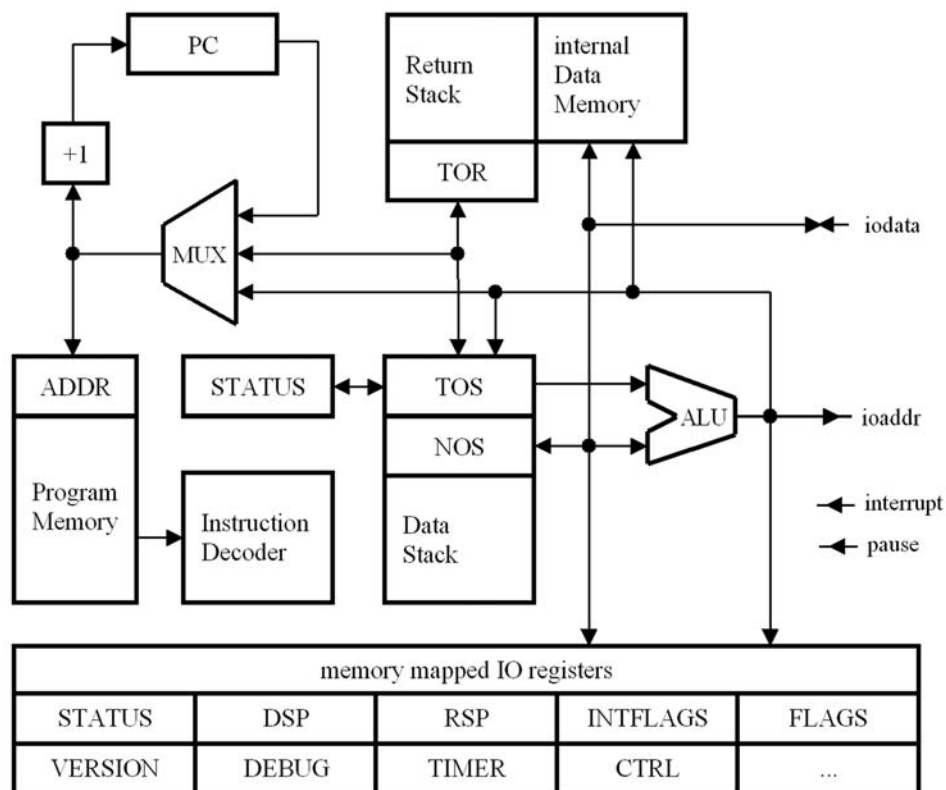 PC
Return
Stack
internal
Data
Memory
+1
TOR
MUX
iodata
ADDR
STATUS
TOS
ALU
ioaddr
NOS
Program
Memory
Instruction
Decoder
Data
Stack
interrupt
pause
memory mapped IO registers
STATUS DSP RSP INTFLAGS FLAGS
VERSION DEBUG TIMER CTRL ...